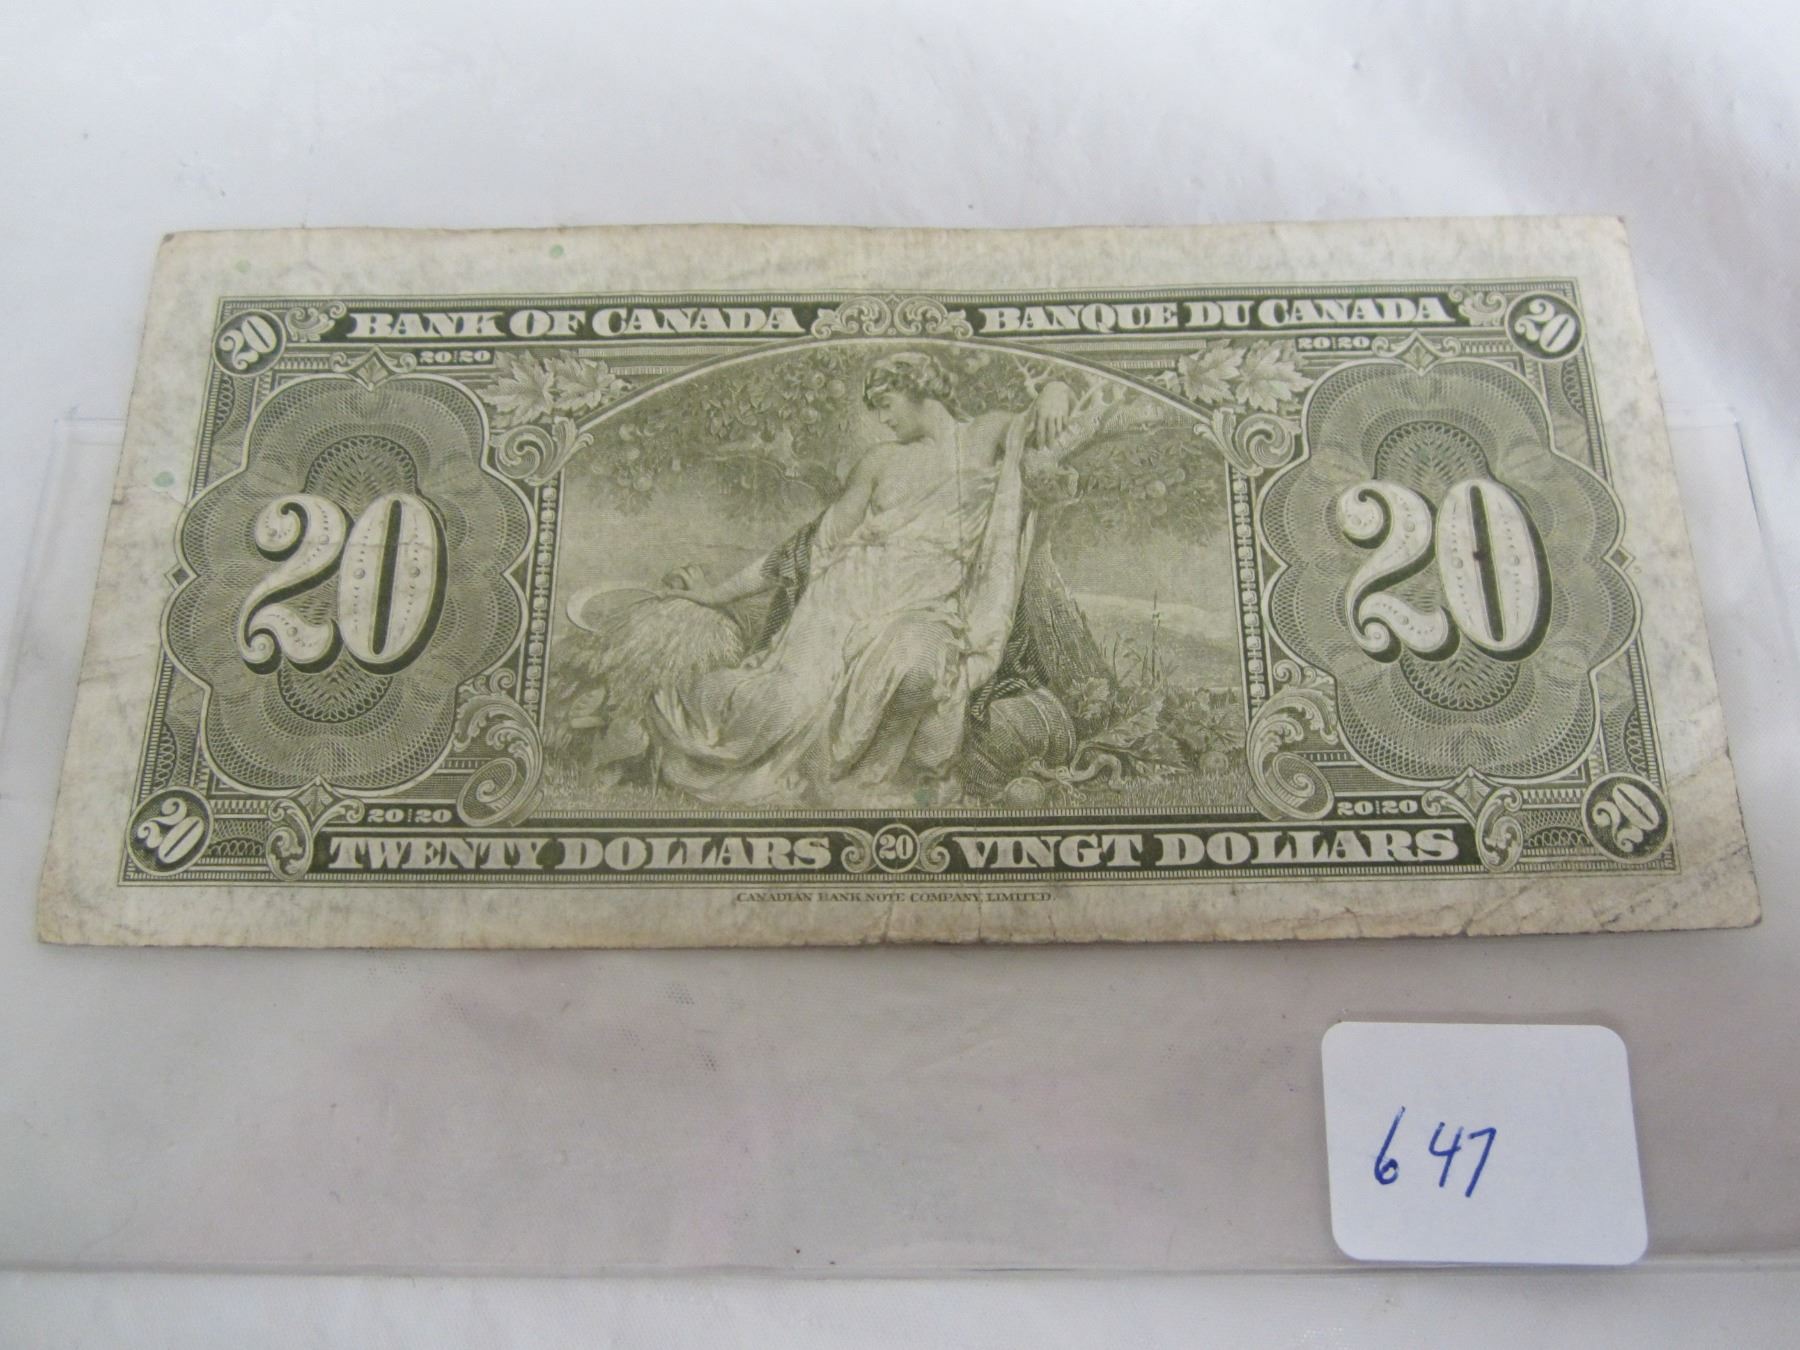 20 BANK OF CANADA BANQUE DU CANADA 20
20 20 20 20
20 20
20 20 20 20
20 TWENTY DOLLARS 20 VINGT DOLLARS 20
CANADIAN BANK NOTE COMPANY, LIMITED.
647